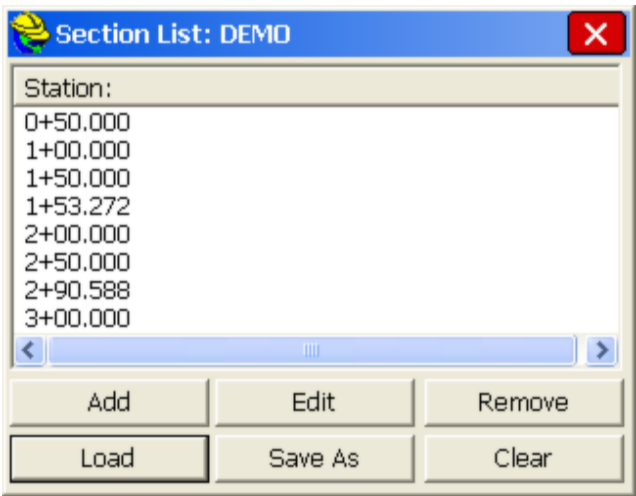 Section List: DEMO
Station:
0+50.000
1+00.000
1+50.000
1+53.272
2+00.000
2+50.000
2+90.588
3+00.000
Add Edit Remove
Load Save As Clear